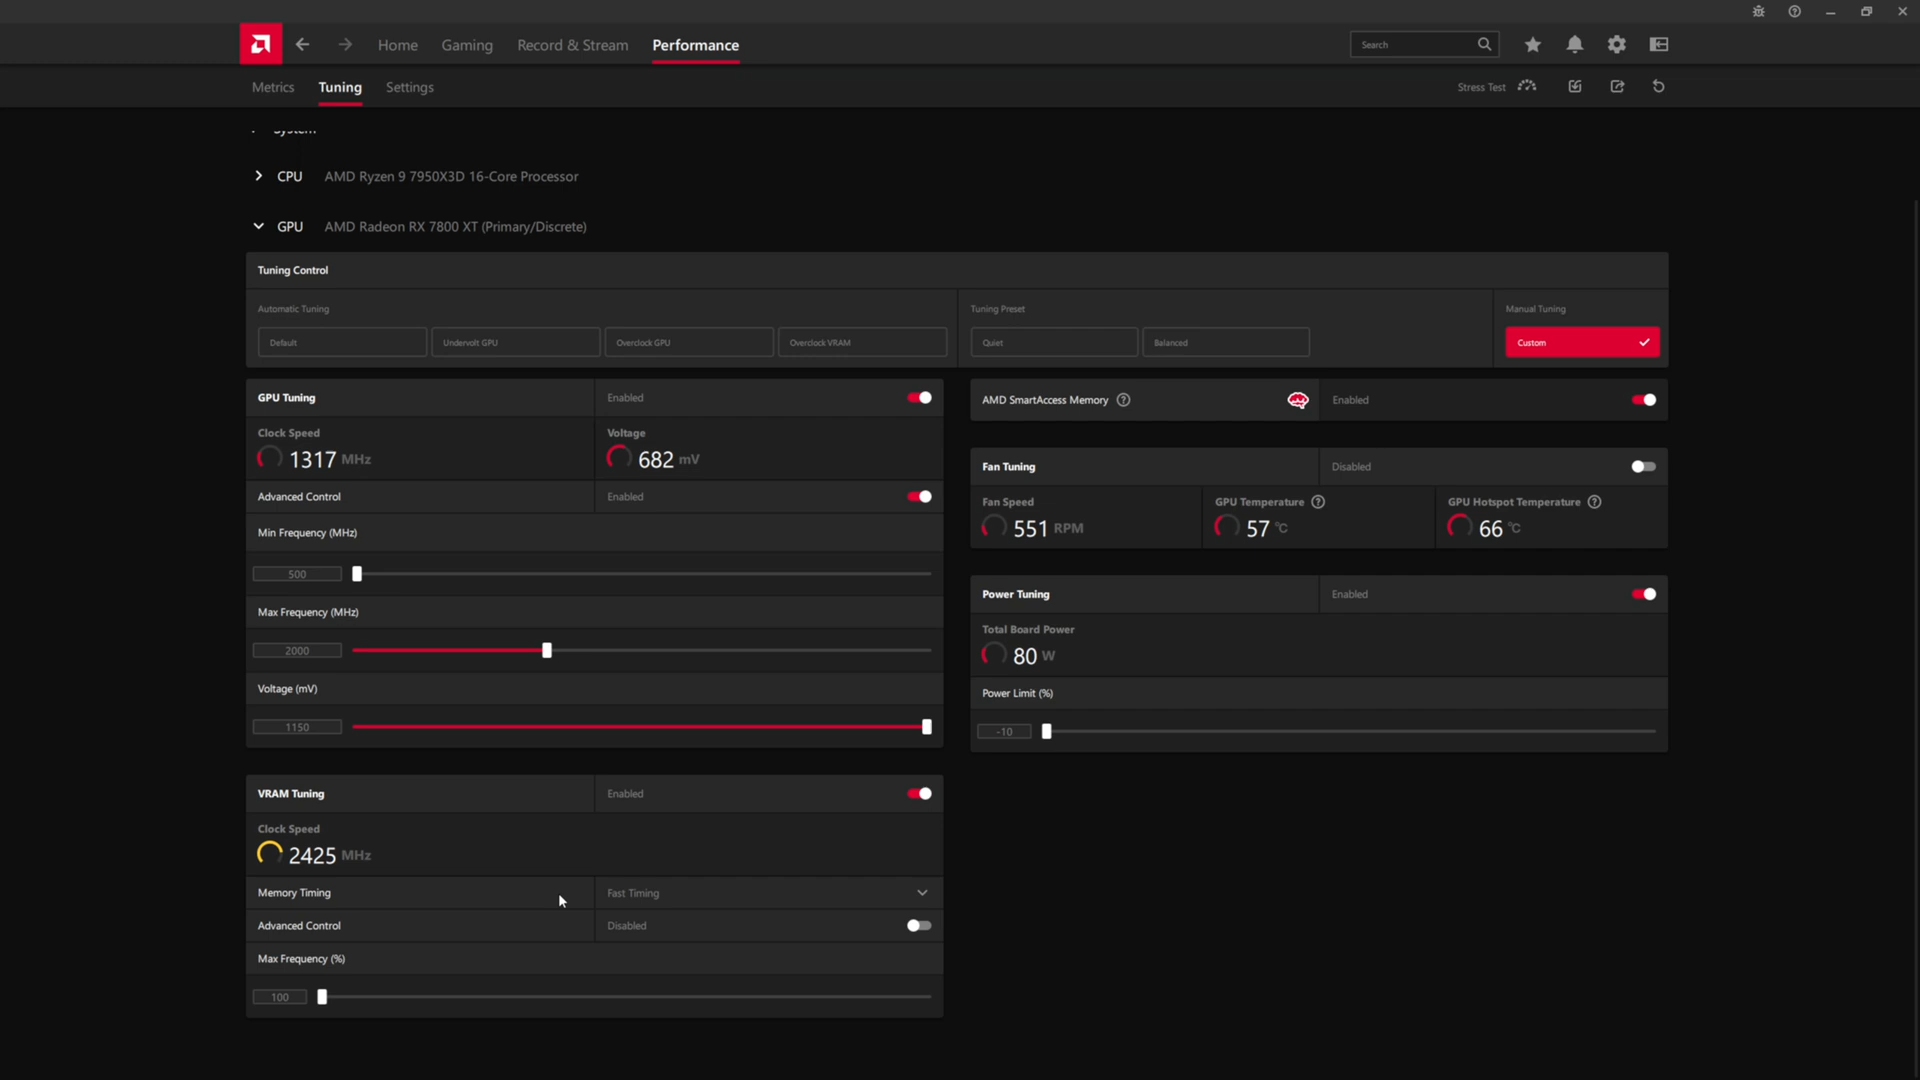 Home Gaming Record & Stream Performance Search
Metrics Tuning Settings Stress Test
System
CPU AMD Ryzen 9 7950X3D 16-Core Processor
GPU AMD Radeon RX 7800 XT (Primary/Discrete)
Tuning Control
Automatic Tuning Tuning Preset Manual Tuning
Default Undervolt GPU Overclock GPU Overclock VRAM Quiet Balanced Custom
GPU Tuning Enabled
Clock Speed Voltage
1317 MHz 682 mV
Advanced Control Enabled
Min Frequency (MHz)
500
Max Frequency (MHz)
2000
Voltage (mV)
1150
VRAM Tuning Enabled
Clock Speed
2425 MHz
Memory Timing Fast Timing
Advanced Control Disabled
Max Frequency (%)
100
AMD SmartAccess Memory Enabled
Fan Tuning Disabled
Fan Speed GPU Temperature GPU Hotspot Temperature
551 RPM 57 °C 66 °C
Power Tuning Enabled
Total Board Power
80 W
Power Limit (%)
-10